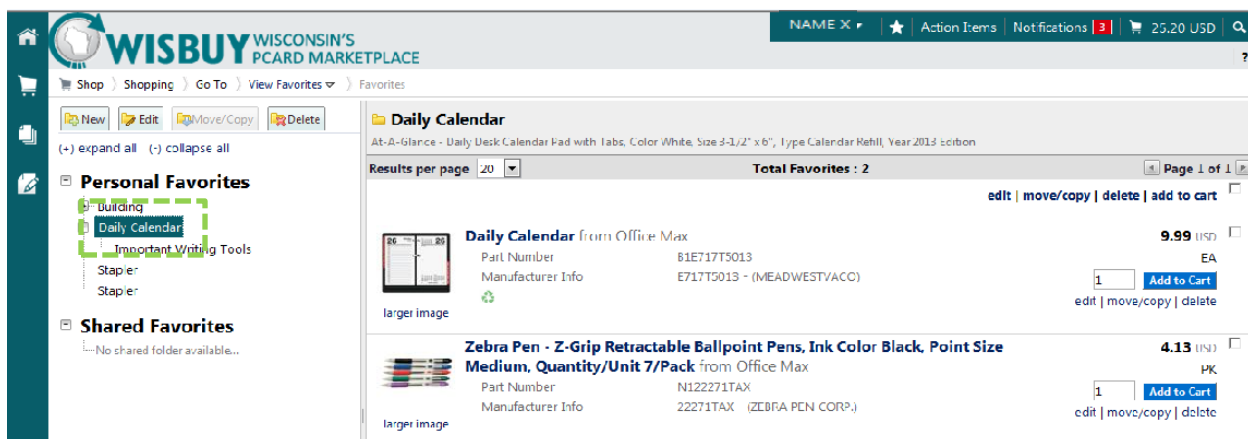 NAME X Action Items Notifications 3 25.20 USD
WISBUY WISCONSIN'S PCARD MARKETPLACE
?
Shop Shopping Go To View Favorites Favorites
New Edit Move/Copy Delete
(+) expand all (-) collapse all
Personal Favorites
Building
Daily Calendar
Important Writing Tools
Stapler
Stapler
Shared Favorites
No shared folder available...
Daily Calendar
At-A-Glance - Daily Desk Calendar Pad with Tabs, Color White, Size 3-1/2" x 6", Type Calendar Refill, Year 2013 Edition
Results per page 20 Total Favorites : 2 Page 1 of 1
edit | move/copy | delete | add to cart
26 26
Daily Calendar from Office Max 9.99 USD
Part Number B1E717T5013 EA
Manufacturer Info E717T5013 - (MEADWESTVACO) 1 Add to Cart
edit | move/copy | delete
larger image
Zebra Pen - Z-Grip Retractable Ballpoint Pens, Ink Color Black, Point Size 4.13 USD
Medium, Quantity/Unit 7/Pack from Office Max PK
Part Number N122271TAX 1 Add to Cart
Manufacturer Info 22271TAX (ZEBRA PEN CORP.) edit | move/copy | delete
larger image